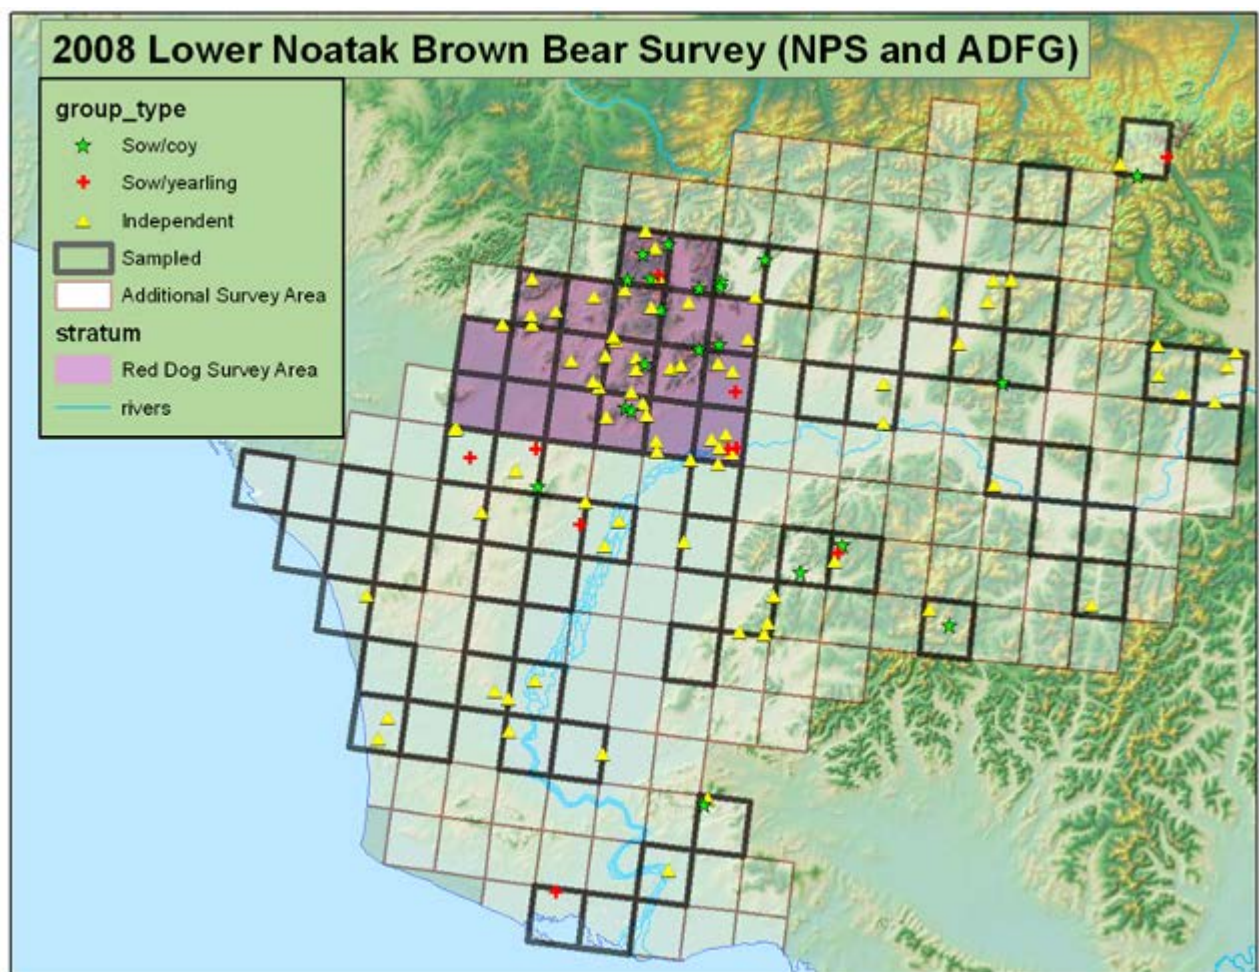 2008 Lower Noatak Brown Bear Survey (NPS and ADFG)
group_type
Sow/coy
Sow/yearling
Independent
Sampled
Additional Survey Area
stratum
Red Dog Survey Area
rivers